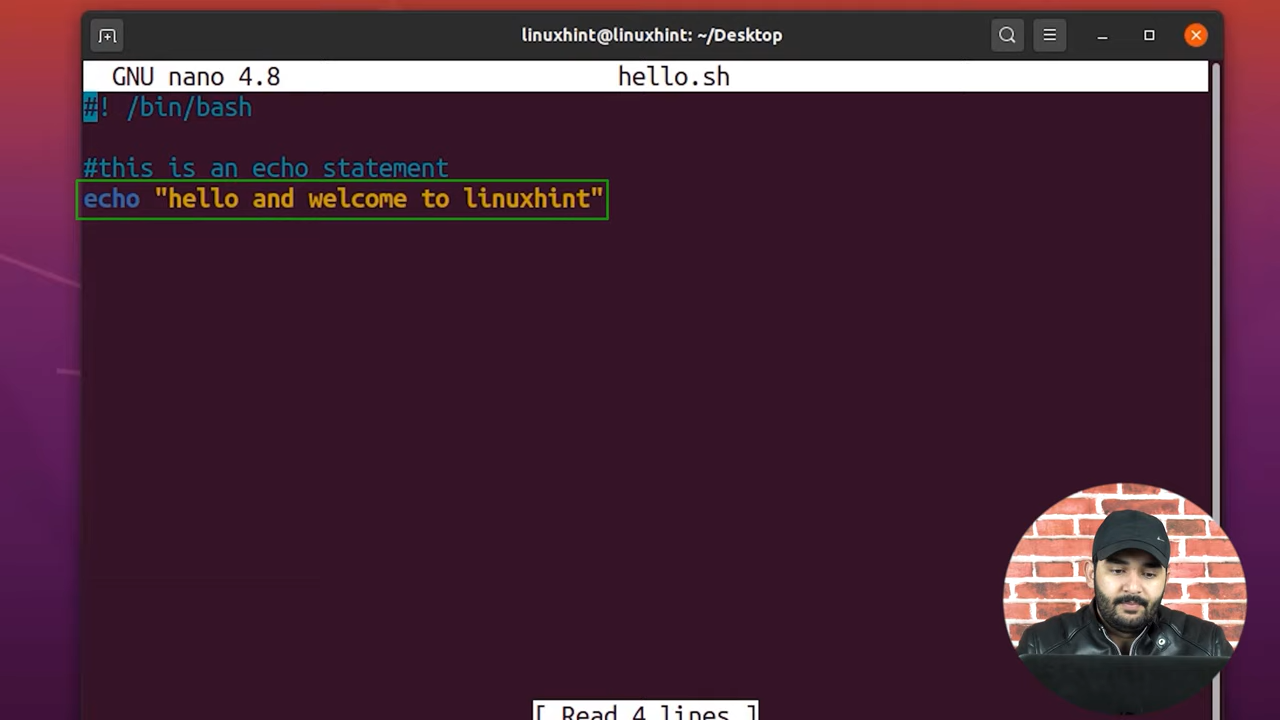 linuxhint@linuxhint: ~/Desktop
GNU nano 4.8 hello.sh
#! /bin/bash
#this is an echo statement
echo "hello and welcome to linuxhint"
[ Read 4 lines ]